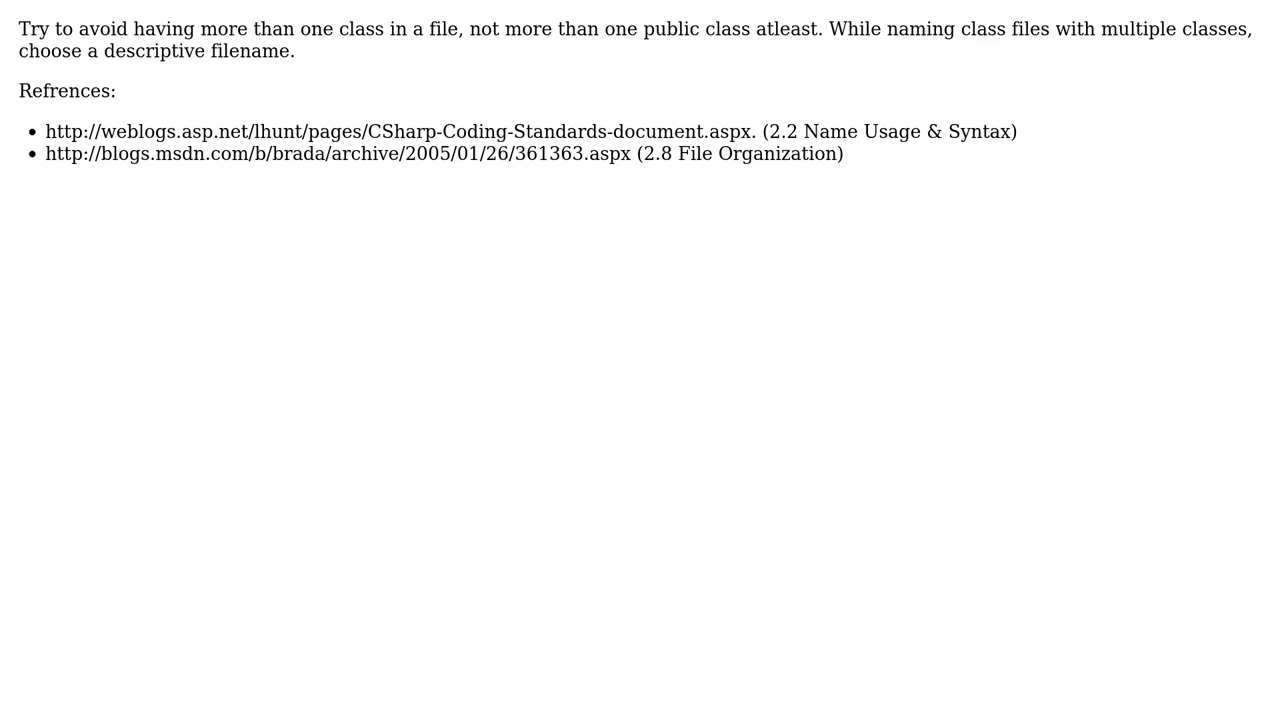 Try to avoid having more than one class in a file, not more than one public class atleast. While naming class files with multiple classes,
choose a descriptive filename.
Refrences:
• http://weblogs.asp.net/lhunt/pages/CSharp-Coding-Standards-document.aspx. (2.2 Name Usage & Syntax)
• http://blogs.msdn.com/b/brada/archive/2005/01/26/361363.aspx (2.8 File Organization)